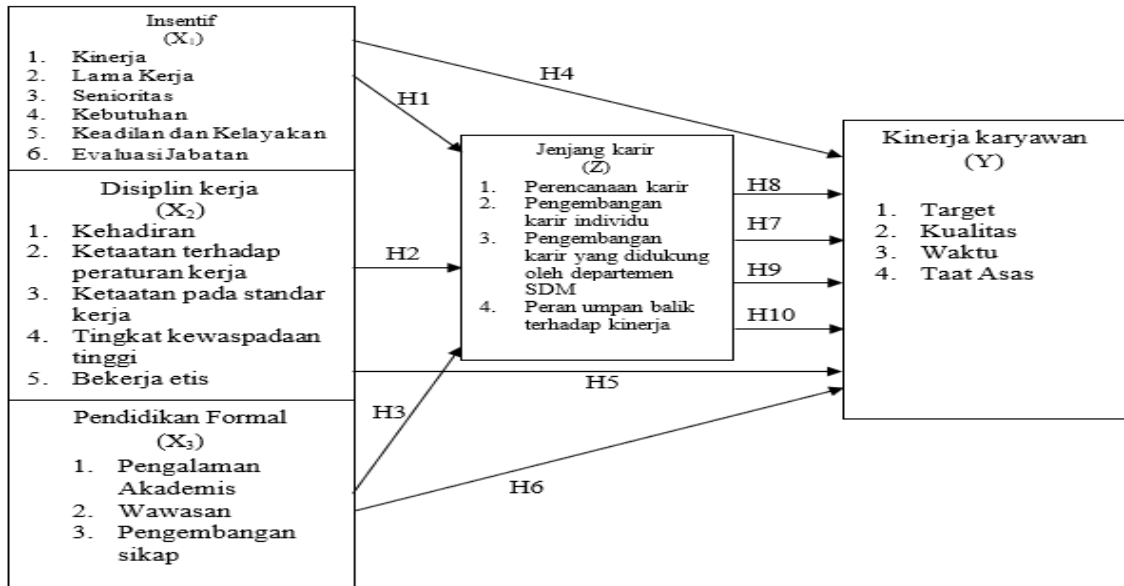 Insentif
(X₁)
1. Kinerja
2. Lama Kerja
3. Senioritas
4. Kebutuhan
5. Keadilan dan Kelayakan
6. Evaluasi Jabatan
Disiplin kerja
(X₂)
1. Kehadiran
2. Ketaatan terhadap
peraturan kerja
3. Ketaatan pada standar
kerja
4. Tingkat kewaspadaan
tinggi
5. Bekerja etis
Pendidikan Formal
(X₃)
1. Pengalaman
Akademis
2. Wawasan
3. Pengembangan
sikap
H4
H1
H2
H3
Jenjang karir
(Z)
1. Perencanaan karir
2. Pengembangan
karir individu
3. Pengembangan
karir yang didukung
oleh departemen
SDM
4. Peran umpan balik
terhadap kinerja
H8
H7
H9
H10
H5
H6
Kinerja karyawan
(Y)
1. Target
2. Kualitas
3. Waktu
4. Taat Asas